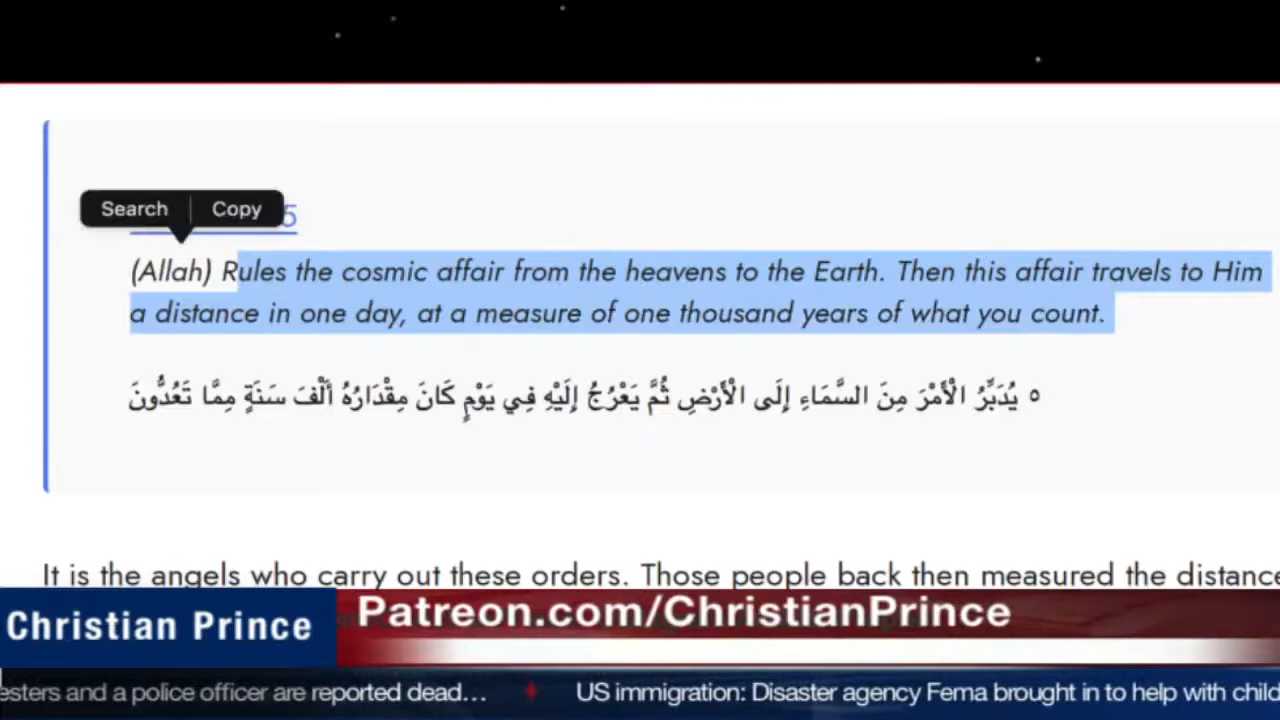 Search Copy
5
(Allah) Rules the cosmic affair from the heavens to the Earth. Then this affair travels to Him
a distance in one day, at a measure of one thousand years of what you count.
٥ يُدَبِّرُ الْأَمْرَ مِنَ السَّمَاءِ إِلَى الْأَرْضِ ثُمَّ يَعْرُجُ إِلَيْهِ فِي يَوْمٍ كَانَ مِقْدَارُهُ أَلْفَ سَنَةٍ مِمَّا تَعُدُّونَ
It is the angels who carry out these orders. Those people back then measured the distance
Christian Prince
Patreon.com/ChristianPrince
esters and a police officer are reported dead... US immigration: Disaster agency Fema brought in to help with child